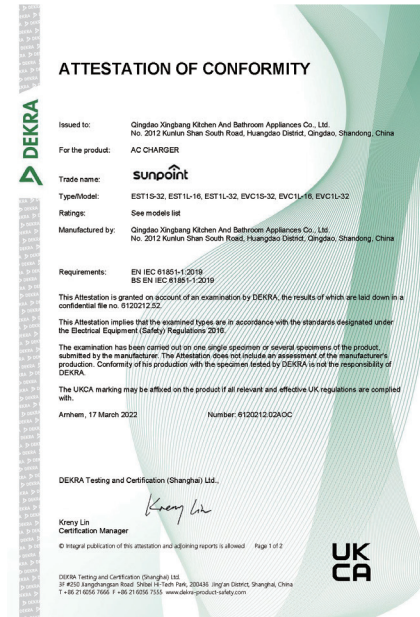 ATTESTATION OF CONFORMITY
DEKRA
Issued to: Qingdao Xingbang Kitchen And Bathroom Appliances Co., Ltd.
No. 2012 Kunlun Shan South Road, Huangdao District, Qingdao, Shandong, China
For the product: AC CHARGER
Trade name: sunpoint
Type/Model: EST1S-32, EST1L-16, EST1L-32, EVC1S-32, EVC1L-16, EVC1L-32
Ratings: See models list
Manufactured by: Qingdao Xingbang Kitchen And Bathroom Appliances Co., Ltd.
No. 2012 Kunlun Shan South Road, Huangdao District, Qingdao, Shandong, China
Requirements: EN IEC 61851-1:2019
BS EN IEC 61851-1:2019
This Attestation is granted on account of an examination by DEKRA, the results of which are laid down in a
confidential file no. 6120212.52.
This Attestation implies that the examined types are in accordance with the standards designated under
the Electrical Equipment (Safety) Regulations 2016.
The examination has been carried out on one single specimen or several specimens of the product,
submitted by the manufacturer. The Attestation does not include an assessment of the manufacturer's
production. Conformity of his production with the specimen tested by DEKRA is not the responsibility of
DEKRA.
The UKCA marking may be affixed on the product if all relevant and effective UK regulations are complied
with.
Arnhem, 17 March 2022 Number: 6120212.02AOC
DEKRA Testing and Certification (Shanghai) Ltd.,
Kreny Lin
Kreny Lin
Certification Manager
© Integral publication of this attestation and adjoining reports is allowed Page 1 of 2
UK
CA
DEKRA Testing and Certification (Shanghai) Ltd.
3F #250 Jiangchangsan Road Shibei Hi-Tech Park, 200436 Jing'an District, Shanghai, China
T +86 21 6056 7666 F +86 21 6056 7555 www.dekra-product-safety.com